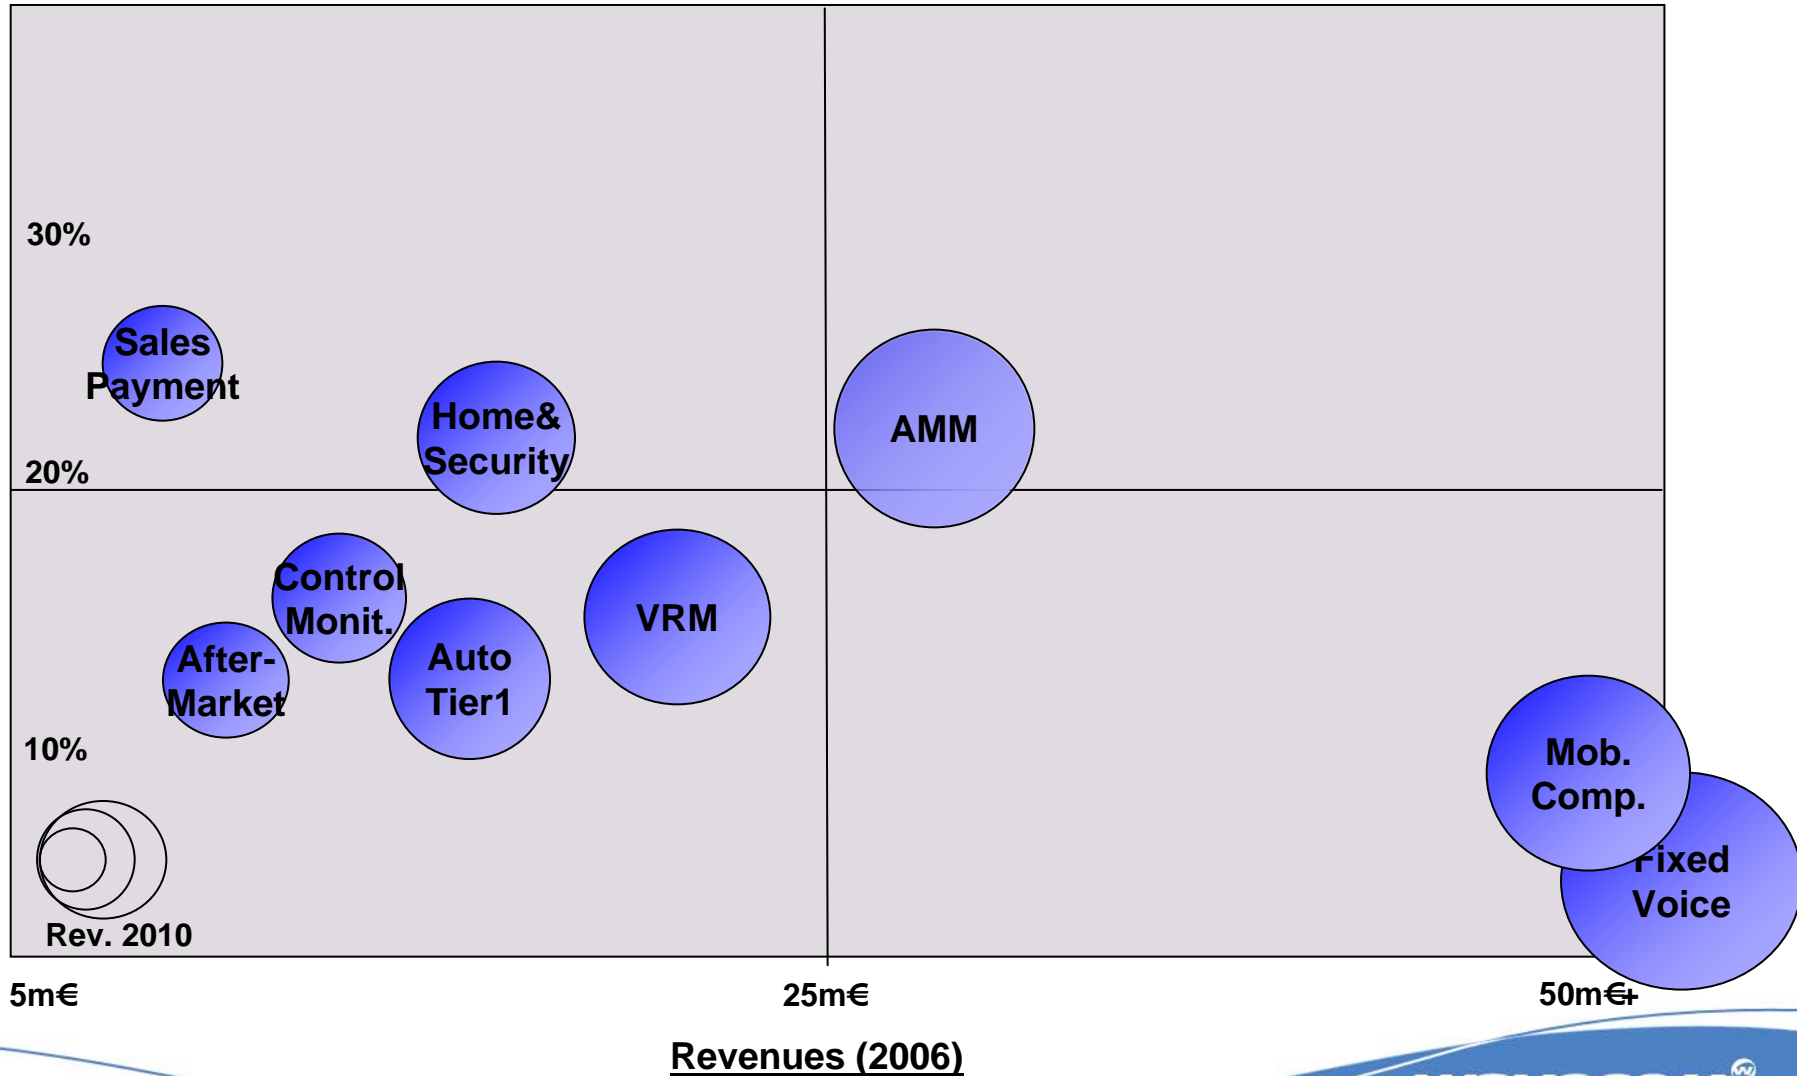 30%
Sales
Payment
Home&
Security
AMM
20%
Control
Monit.
VRM
After-
Market
Auto
Tier1
10%
Mob.
Comp.
Fixed
Voice
Rev. 2010
5m€
25m€
50m€+
Revenues (2006)